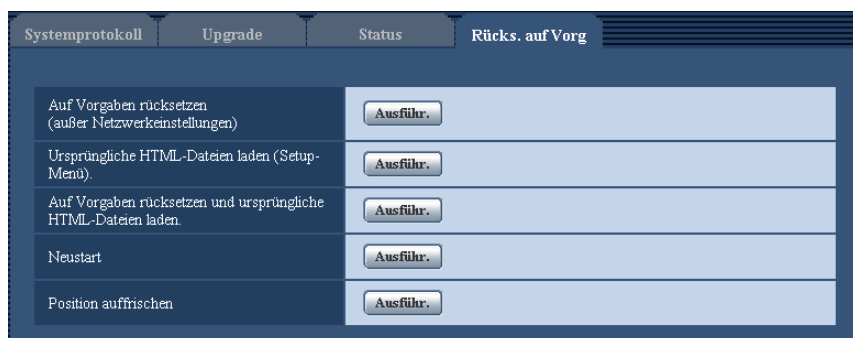 Systemprotokoll
Upgrade
Status
Rücks. auf Vorg
Auf Vorgaben rücksetzen
(außer Netzwerkeinstellungen)
Ausführ.
Ursprüngliche HTML-Dateien laden (Setup-
Menü).
Ausführ.
Auf Vorgaben rücksetzen und ursprüngliche
HTML-Dateien laden.
Ausführ.
Neustart
Ausführ.
Position auffrischen
Ausführ.